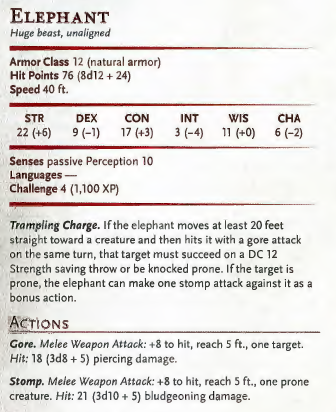 ELEPHANT
Huge beast, unaligned
Armor Class 12 (natural armor)
Hit Points 76 (8d12 + 24)
Speed 40 ft.
STR DEX CON INT WIS CHA
22 (+6) 9 (−1) 17 (+3) 3 (−4) 11 (+0) 6 (−2)
Senses passive Perception 10
Languages —
Challenge 4 (1,100 XP)
Trampling Charge. If the elephant moves at least 20 feet
straight toward a creature and then hits it with a gore attack
on the same turn, that target must succeed on a DC 12
Strength saving throw or be knocked prone. If the target is
prone, the elephant can make one stomp attack against it as a
bonus action.
ACTIONS
Gore. Melee Weapon Attack: +8 to hit, reach 5 ft., one target.
Hit: 18 (3d8 + 5) piercing damage.
Stomp. Melee Weapon Attack: +8 to hit, reach 5 ft., one prone
creature. Hit: 21 (3d10 + 5) bludgeoning damage.